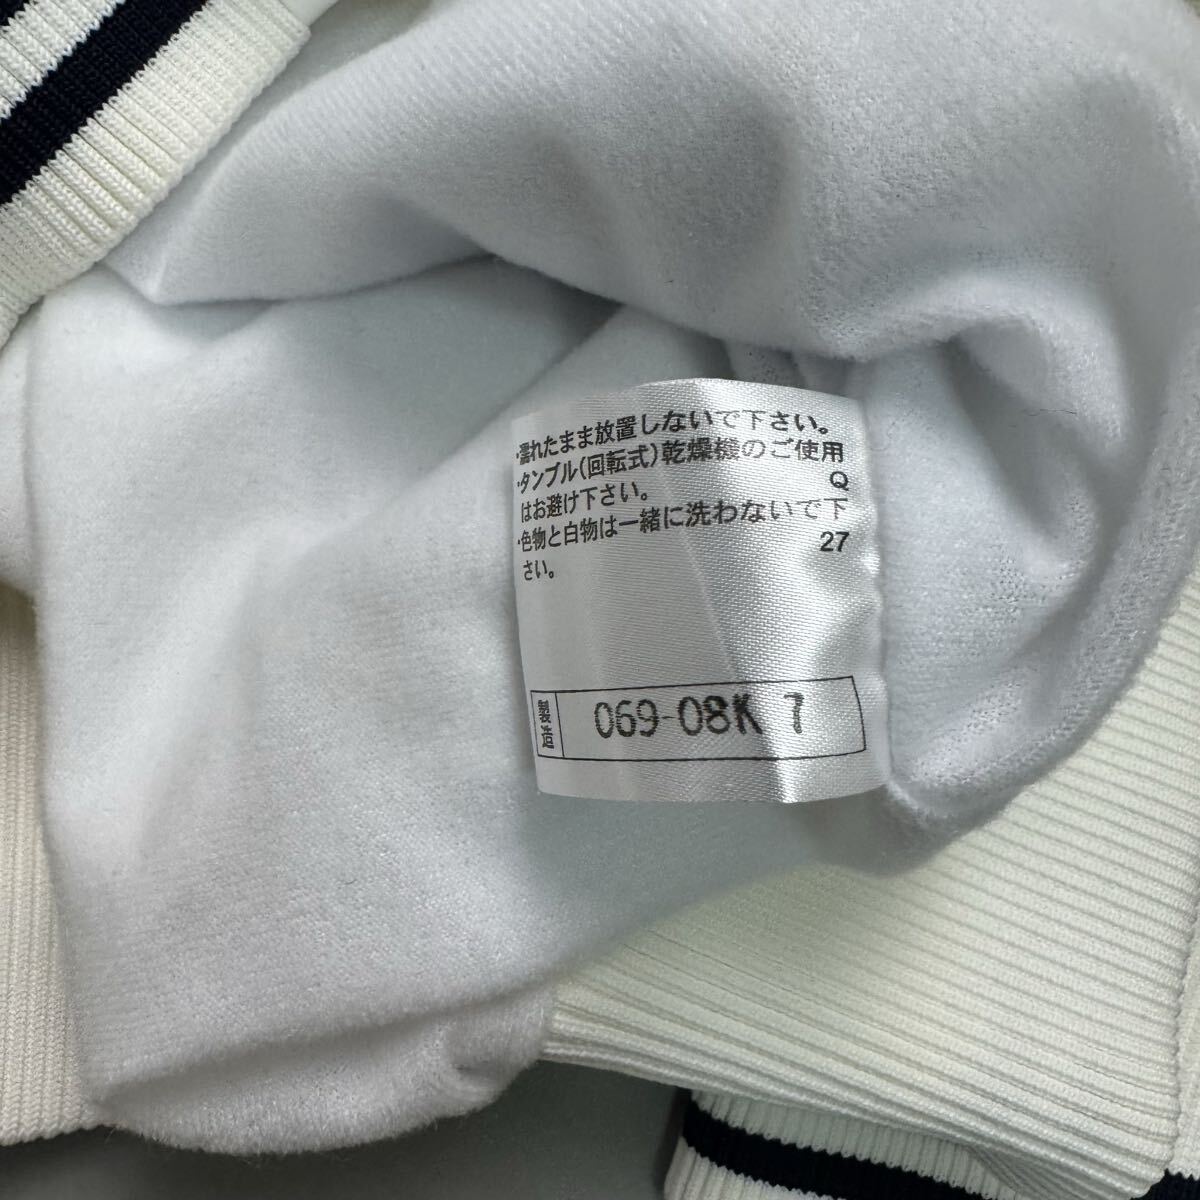 ・濡れたまま放置しないで下さい。
・タンブル(回転式)乾燥機のご使用
はお避け下さい。 Q
・色物と白物は一緒に洗わないで下
さい。 27
製造 069-08K 7